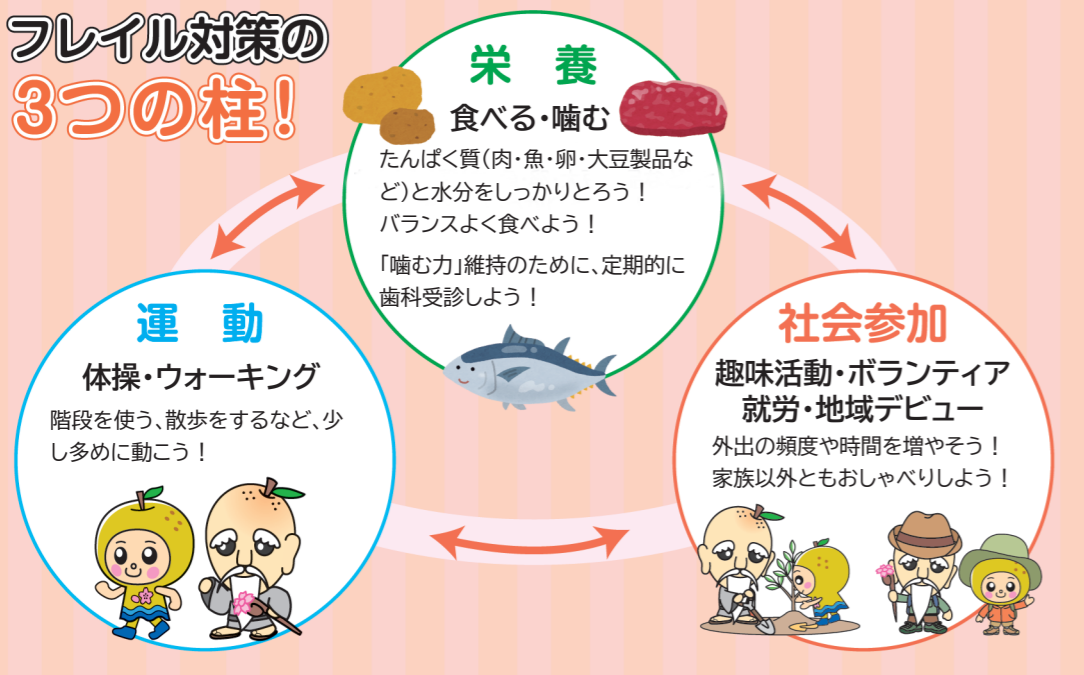 フレイル対策の
3つの柱！
栄　養
食べる・噛む
たんぱく質（肉・魚・卵・大豆製品な
ど）と水分をしっかりとろう！
バランスよく食べよう！
「噛む力」維持のために、定期的に
歯科受診しよう！
運　動
体操・ウォーキング
階段を使う、散歩をするなど、少
し多めに動こう！
社会参加
趣味活動・ボランティア
就労・地域デビュー
外出の頻度や時間を増やそう！
家族以外ともおしゃべりしよう！